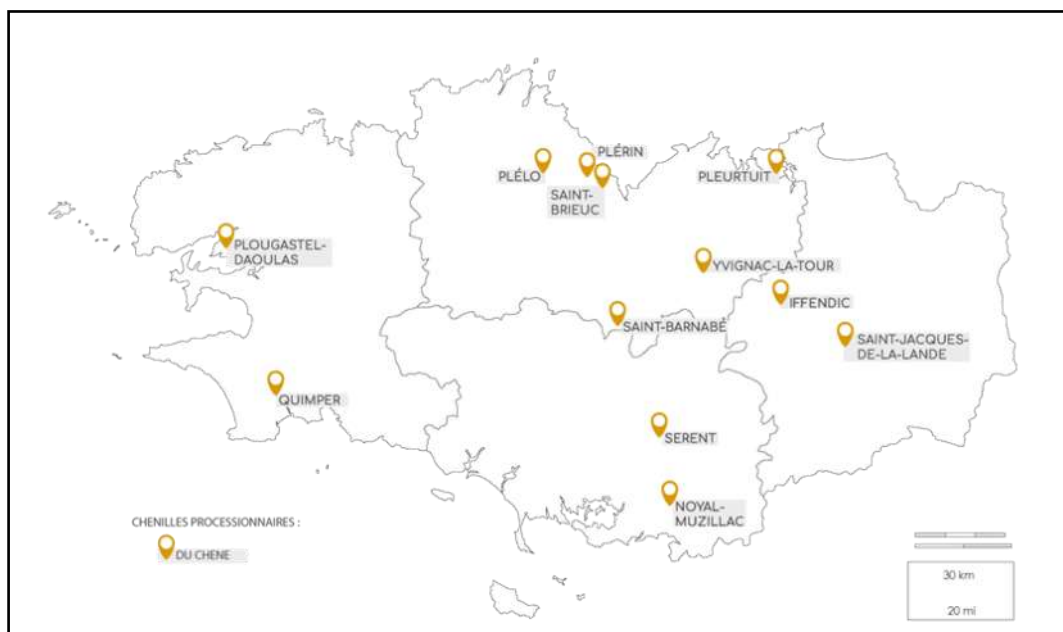 PLÉRIN
PLÉLO
SAINT-
BRIEUC
PLEURTUIT
PLOUGASTEL-
DAOULAS
YVIGNAC-LA-TOUR
IFFENDIC
SAINT-BARNABÉ
SAINT-JACQUES-
DE-LA-LANDE
QUIMPER
SERENT
NOYAL-
MUZILLAC
CHENILLES PROCESSIONNAIRES :
DU CHENE
30 km
20 mi